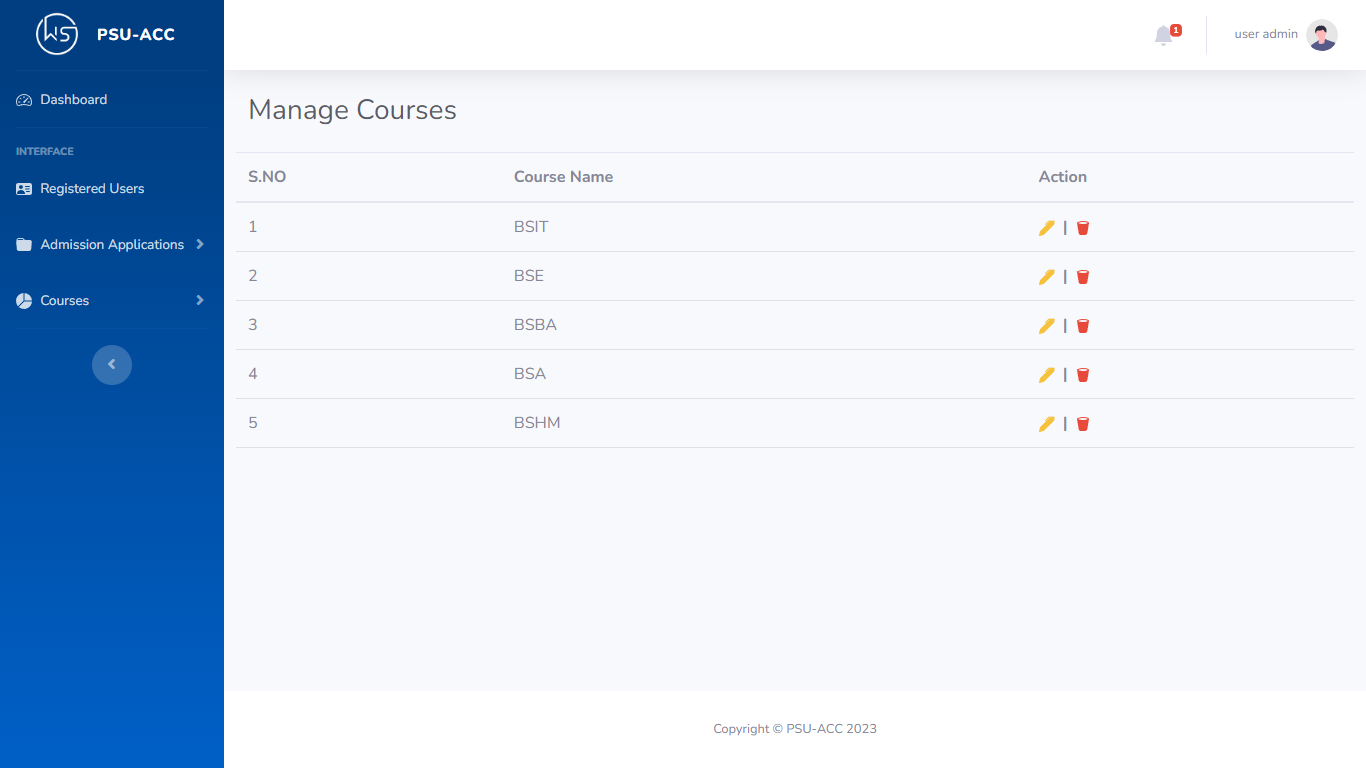 WS PSU-ACC
1 user admin
Dashboard
INTERFACE
Registered Users
Admission Applications
Courses
Manage Courses
S.NO Course Name Action
1 BSIT |
2 BSE |
3 BSBA |
4 BSA |
5 BSHM |
Copyright © PSU-ACC 2023